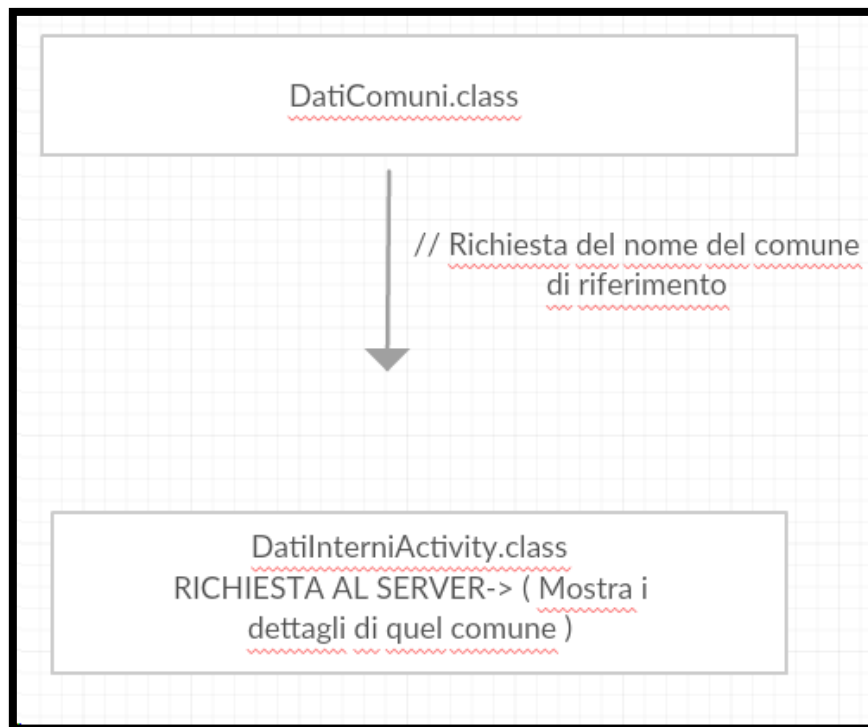 DatiComuni.class
// Richiesta del nome del comune
di riferimento
DatiInterniActivity.class
RICHIESTA AL SERVER-> ( Mostra i
dettagli di quel comune )